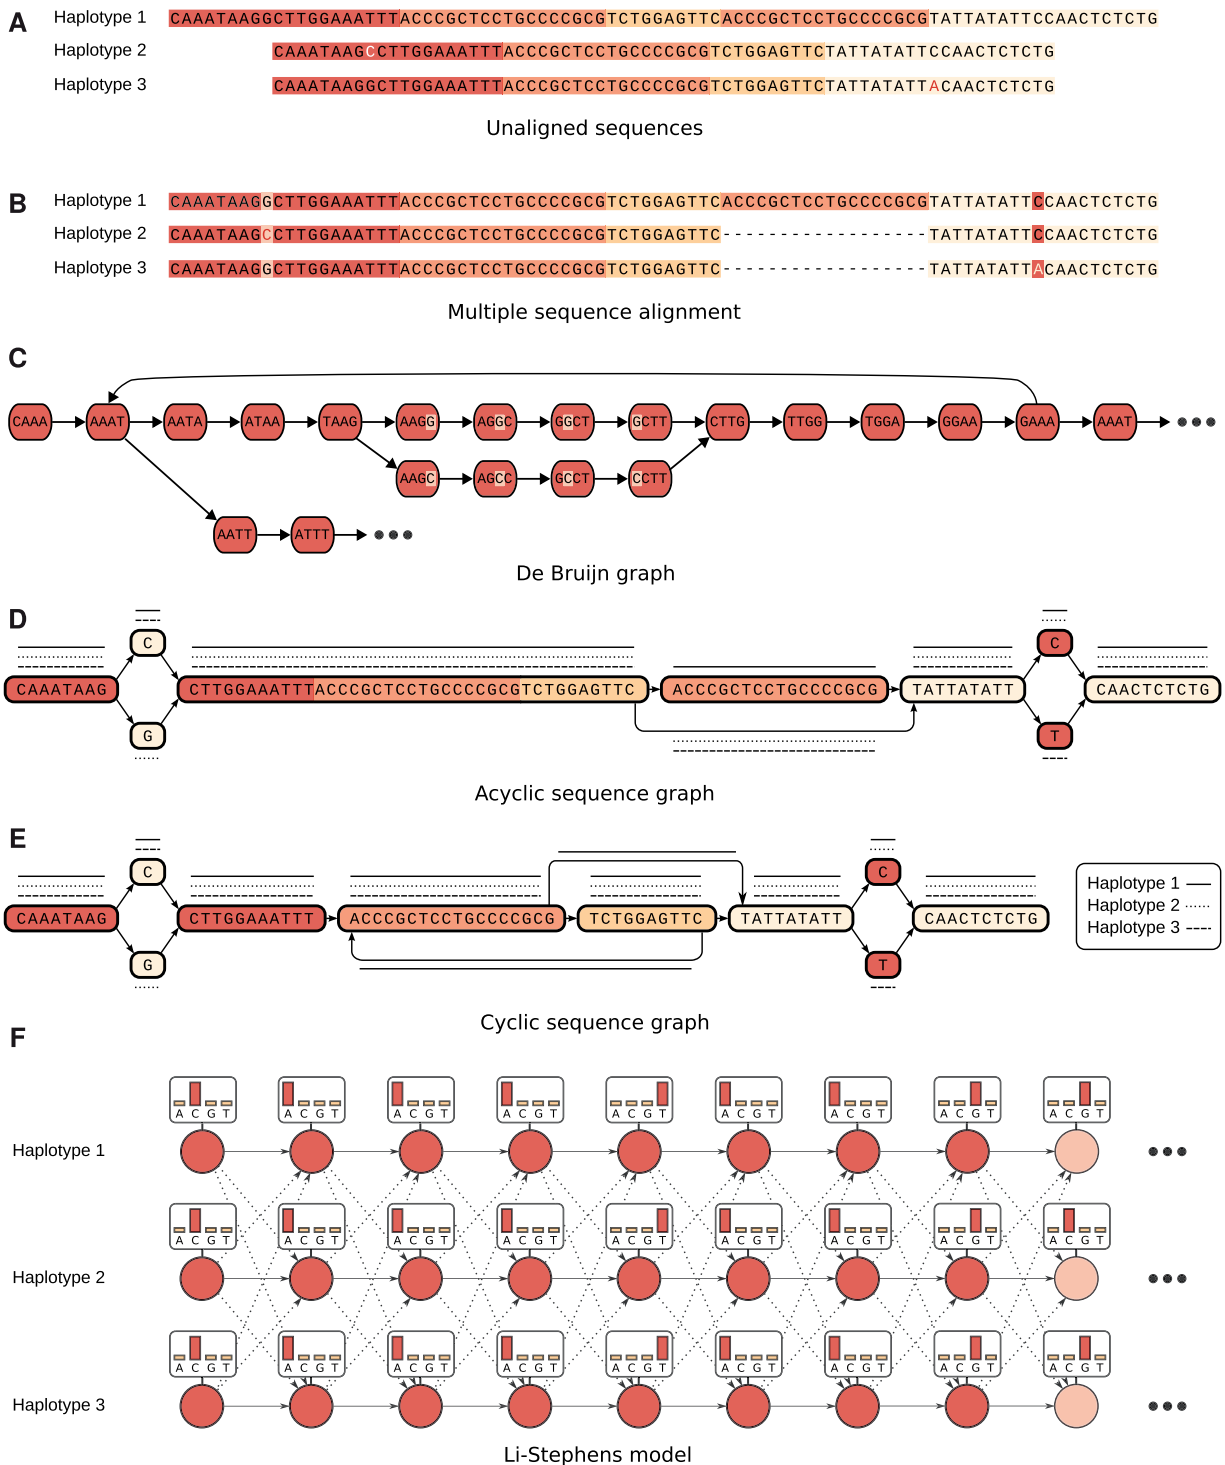 A
Haplotype 1 CAAATAAGGCTTGGAAATTTACCCGCTCCTGCCCCGCGTCTGGAGTTCACCCGCTCCTGCCCCGCGTATTATATTCCAACTCTCTG
Haplotype 2 CAAATAAGCCTTGGAAATTTACCCGCTCCTGCCCCGCGTCTGGAGTTCTATTATATTCCAACTCTCTG
Haplotype 3 CAAATAAGGCTTGGAAATTTACCCGCTCCTGCCCCGCGTCTGGAGTTCTATTATATTACAACTCTCTG
Unaligned sequences
B
Haplotype 1 CAAATAAGGCTTGGAAATTTACCCGCTCCTGCCCCGCGTCTGGAGTTCACCCGCTCCTGCCCCGCGTATTATATTCCAACTCTCTG
Haplotype 2 CAAATAAGCCTTGGAAATTTACCCGCTCCTGCCCCGCGTCTGGAGTTC------------------TATTATATTCCAACTCTCTG
Haplotype 3 CAAATAAGGCTTGGAAATTTACCCGCTCCTGCCCCGCGTCTGGAGTTC------------------TATTATATTACAACTCTCTG
Multiple sequence alignment
C
CAAA AAAT AATA ATAA TAAG AAGG AGGC GGCT GCTT CTTG TTGG TGGA GGAA GAAA AAAT
AAGC AGCC GCCT CCTT
AATT ATTT
De Bruijn graph
D
C C
CAAATAAG CTTGGAAATTTACCCGCTCCTGCCCCGCGTCTGGAGTTC ACCCGCTCCTGCCCCGCG TATTATATT CAACTCTCTG
G T
Acyclic sequence graph
E
C C
CAAATAAG CTTGGAAATTT ACCCGCTCCTGCCCCGCG TCTGGAGTTC TATTATATT CAACTCTCTG
G T
Haplotype 1
Haplotype 2
Haplotype 3
Cyclic sequence graph
F
A C G T A C G T A C G T A C G T A C G T A C G T A C G T A C G T A C G T
Haplotype 1
A C G T A C G T A C G T A C G T A C G T A C G T A C G T A C G T A C G T
Haplotype 2
A C G T A C G T A C G T A C G T A C G T A C G T A C G T A C G T A C G T
Haplotype 3
Li-Stephens model